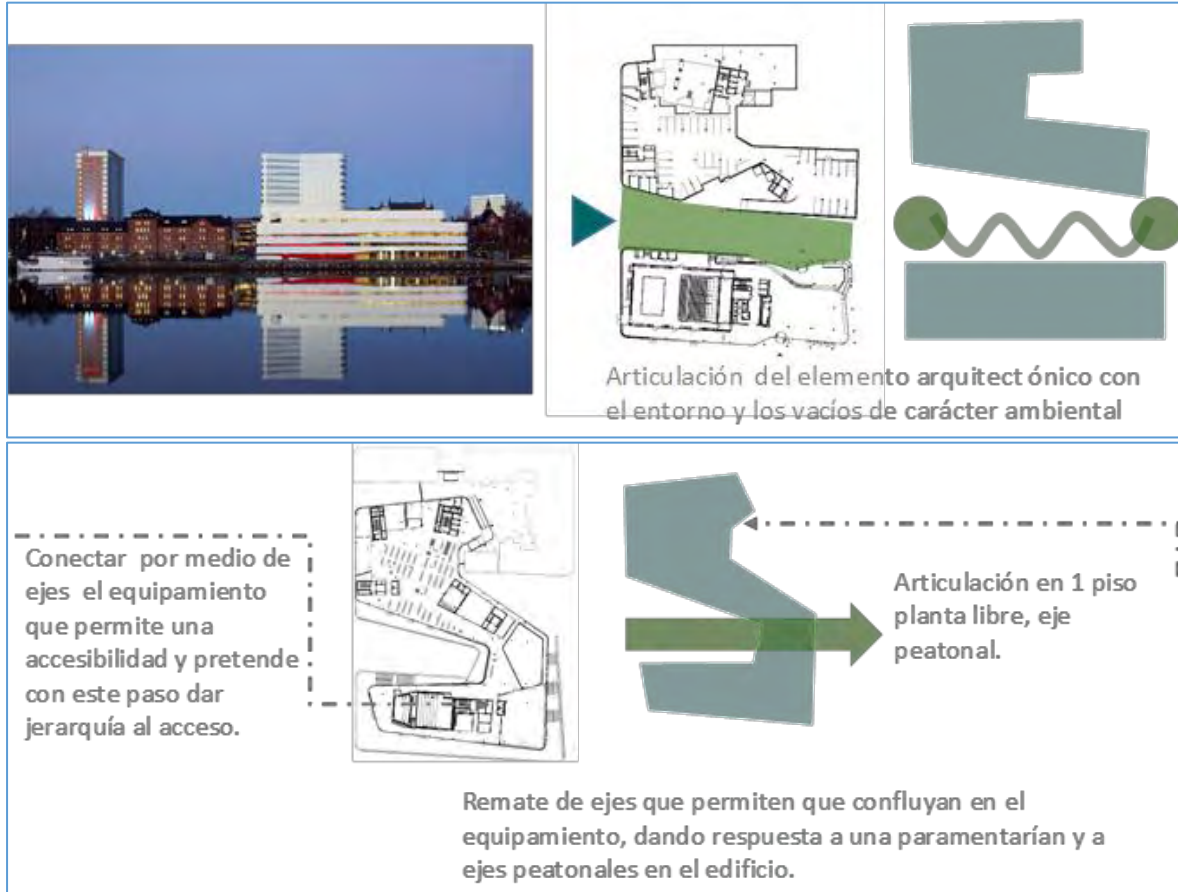 Articulación del elemento arquitect ónico con
el entorno y los vacíos de carácter ambiental
Conectar por medio de
ejes el equipamiento
que permite una
accesibilidad y pretende
con este paso dar
jerarquía al acceso.
Articulación en 1 piso
planta libre, eje
peatonal.
Remate de ejes que permiten que confluyan en el
equipamiento, dando respuesta a una paramentarían y a
ejes peatonales en el edificio.